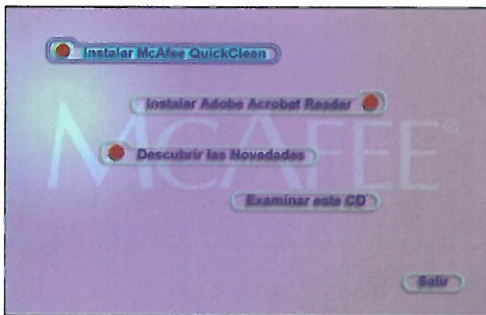 Instalar McAfee QuickClean
Instalar Adobe Acrobat Reader
MCAFEE®
Descubrir las Novedades
Examinar este CD
Salir